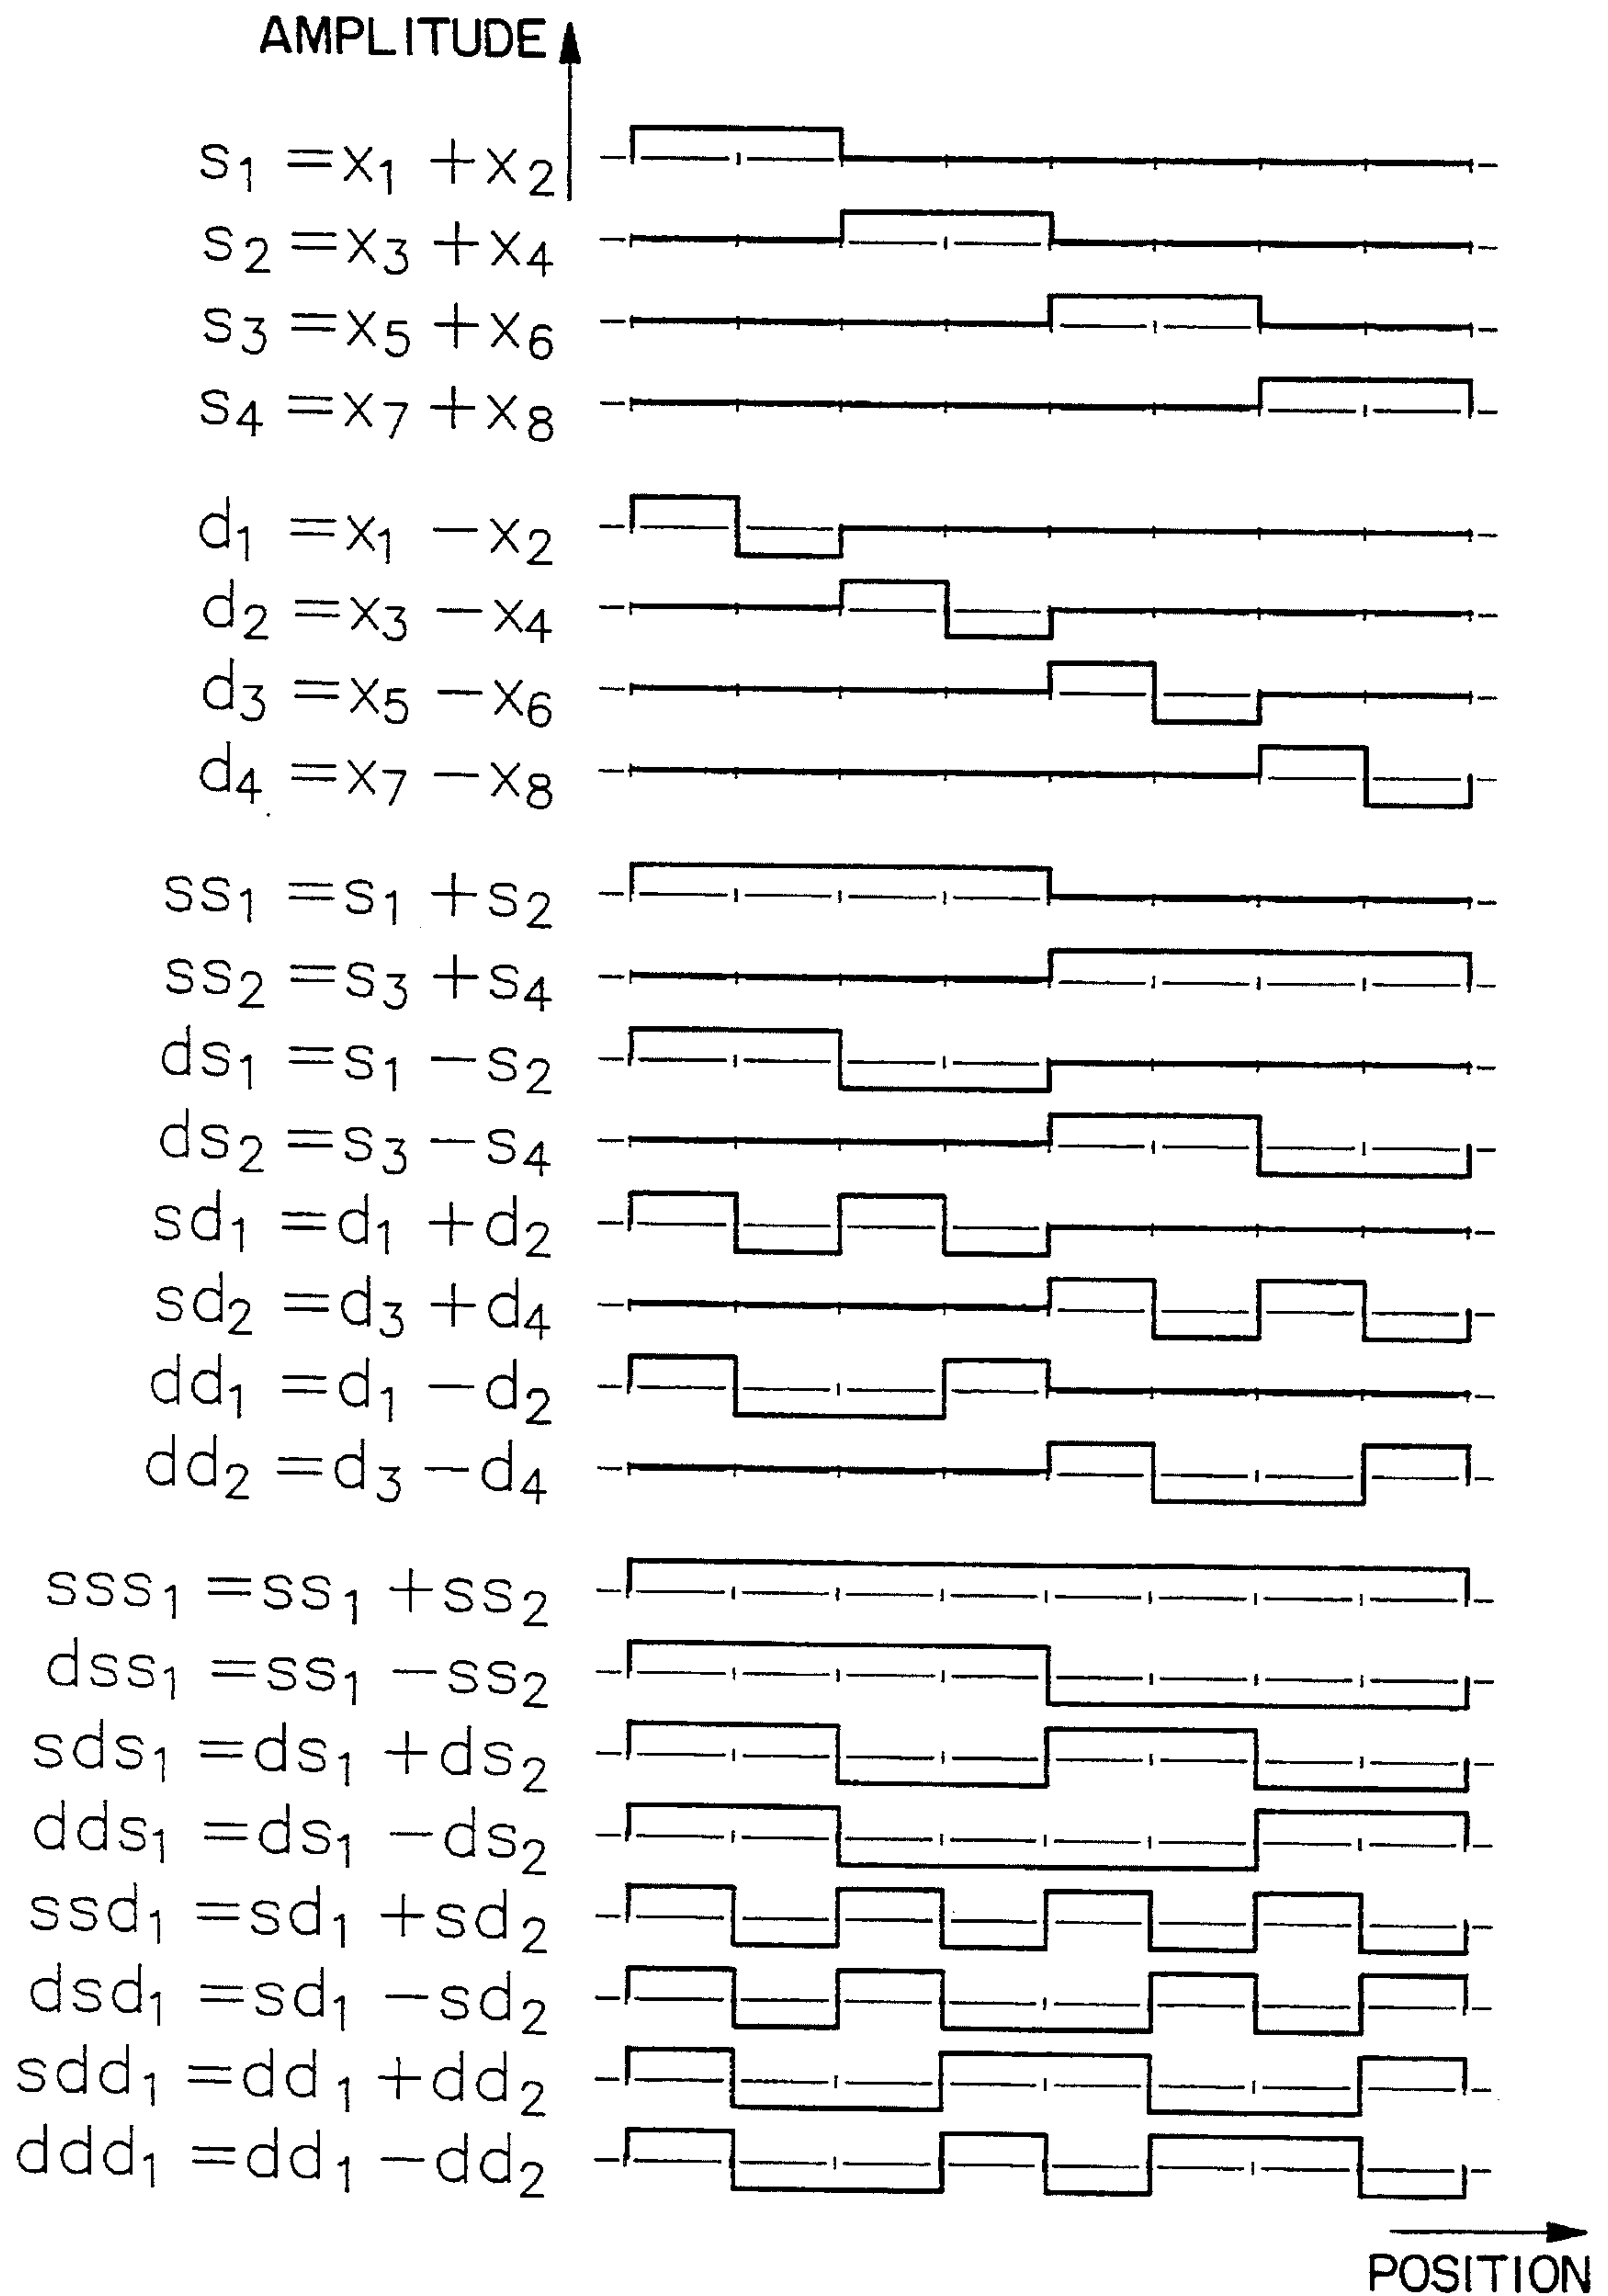 AMPLITUDE
s₁ = x₁ + x₂
s₂ = x₃ + x₄
s₃ = x₅ + x₆
s₄ = x₇ + x₈
d₁ = x₁ − x₂
d₂ = x₃ − x₄
d₃ = x₅ − x₆
d₄ = x₇ − x₈
ss₁ = s₁ + s₂
ss₂ = s₃ + s₄
ds₁ = s₁ − s₂
ds₂ = s₃ − s₄
sd₁ = d₁ + d₂
sd₂ = d₃ + d₄
dd₁ = d₁ − d₂
dd₂ = d₃ − d₄
sss₁ = ss₁ + ss₂
dss₁ = ss₁ − ss₂
sds₁ = ds₁ + ds₂
dds₁ = ds₁ − ds₂
ssd₁ = sd₁ + sd₂
dsd₁ = sd₁ − sd₂
sdd₁ = dd₁ + dd₂
ddd₁ = dd₁ − dd₂
POSITION